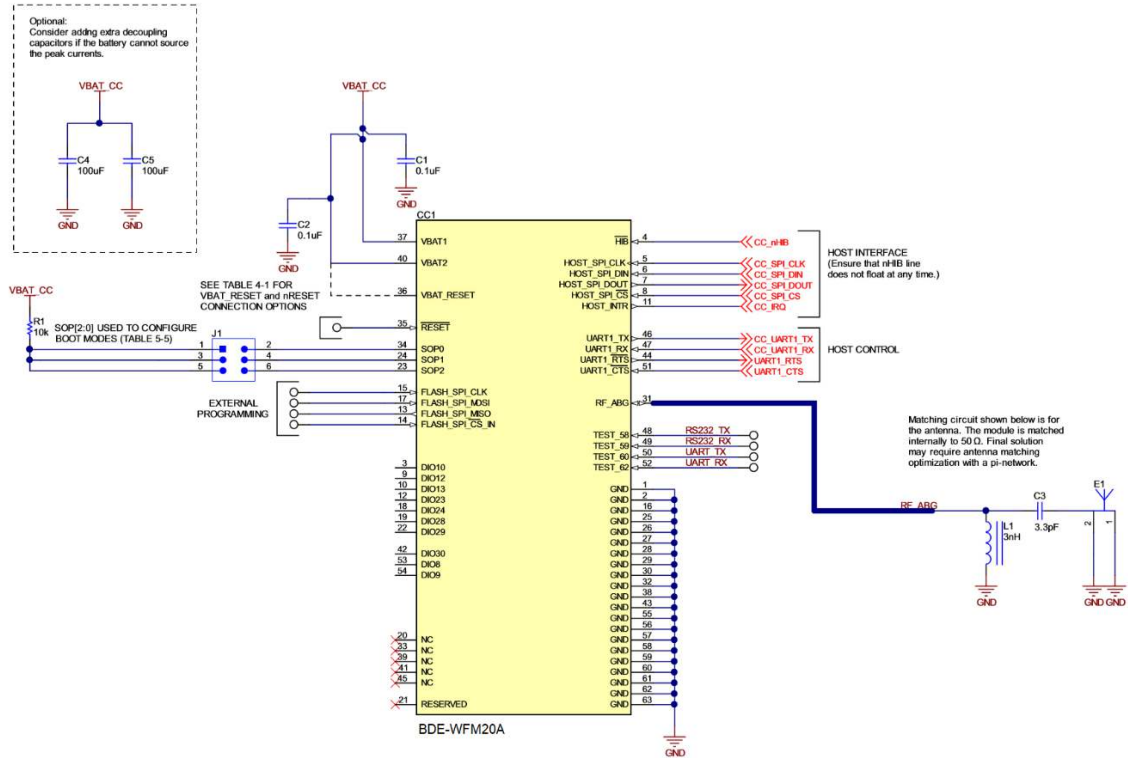 Optional:
Consider addng extra decoupling
capacitors if the battery cannot source
the peak currents.
VBAT_CC
C4
100uF
C5
100uF
GND
GND
VBAT_CC
C1
0.1uF
GND
C2
0.1uF
GND
CC1
37 VBAT1
40 VBAT2
36 VBAT_RESET
SEE TABLE 4-1 FOR
VBAT_RESET and nRESET
CONNECTION OPTIONS
35 RESET
VBAT_CC
R1
10k
SOP[2:0] USED TO CONFIGURE
BOOT MODES (TABLE 5-5)
J1
1 2 34 SOP0
3 4 24 SOP1
5 6 23 SOP2
EXTERNAL
PROGRAMMING
15 FLASH_SPI_CLK
17 FLASH_SPI_MOSI
13 FLASH_SPI_MISO
14 FLASH_SPI_CS_IN
3 DIO10
9 DIO12
10 DIO13
12 DIO23
18 DIO24
19 DIO28
22 DIO29
42 DIO30
53 DIO8
54 DIO9
20 NC
33 NC
39 NC
41 NC
45 NC
21 RESERVED
BDE-WFM20A
HIB 4 CC_nHIB
HOST_SPI_CLK 5 CC_SPI_CLK
HOST_SPI_DIN 6 CC_SPI_DIN
HOST_SPI_DOUT 7 CC_SPI_DOUT
HOST_SPI_CS 8 CC_SPI_CS
HOST_INTR 11 CC_IRQ
HOST INTERFACE
(Ensure that nHIB line
does not float at any time.)
UART1_TX 46 CC_UART1_TX
UART1_RX 47 CC_UART1_RX
UART1_RTS 44 UART1_RTS
UART1_CTS 51 UART1_CTS
HOST CONTROL
RF_ABG 31
TEST_58 48 RS232_TX
TEST_59 49 RS232_RX
TEST_60 50 UART_TX
TEST_62 52 UART_RX
GND 1
GND 2
GND 16
GND 25
GND 26
GND 27
GND 28
GND 29
GND 30
GND 32
GND 38
GND 43
GND 55
GND 56
GND 57
GND 58
GND 59
GND 60
GND 61
GND 62
GND 63
GND
Matching circuit shown below is for
the antenna. The module is matched
internally to 50 Ω. Final solution
may require antenna matching
optimization with a pi-network.
RF_ABG
L1
3nH
GND
C3
3.3pF
E1
2
1
GND GND